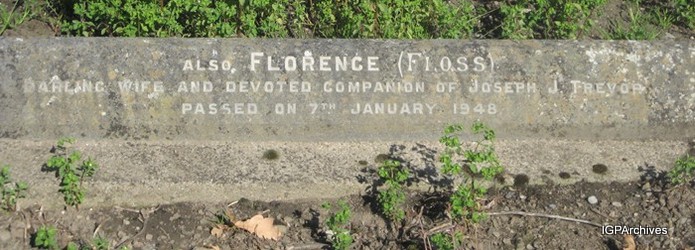 ALSO, FLORENCE (FLOSS)
DARLING WIFE AND DEVOTED COMPANION OF JOSEPH J. TREVOR
PASSED ON 7TH JANUARY 1948
IGPArchives